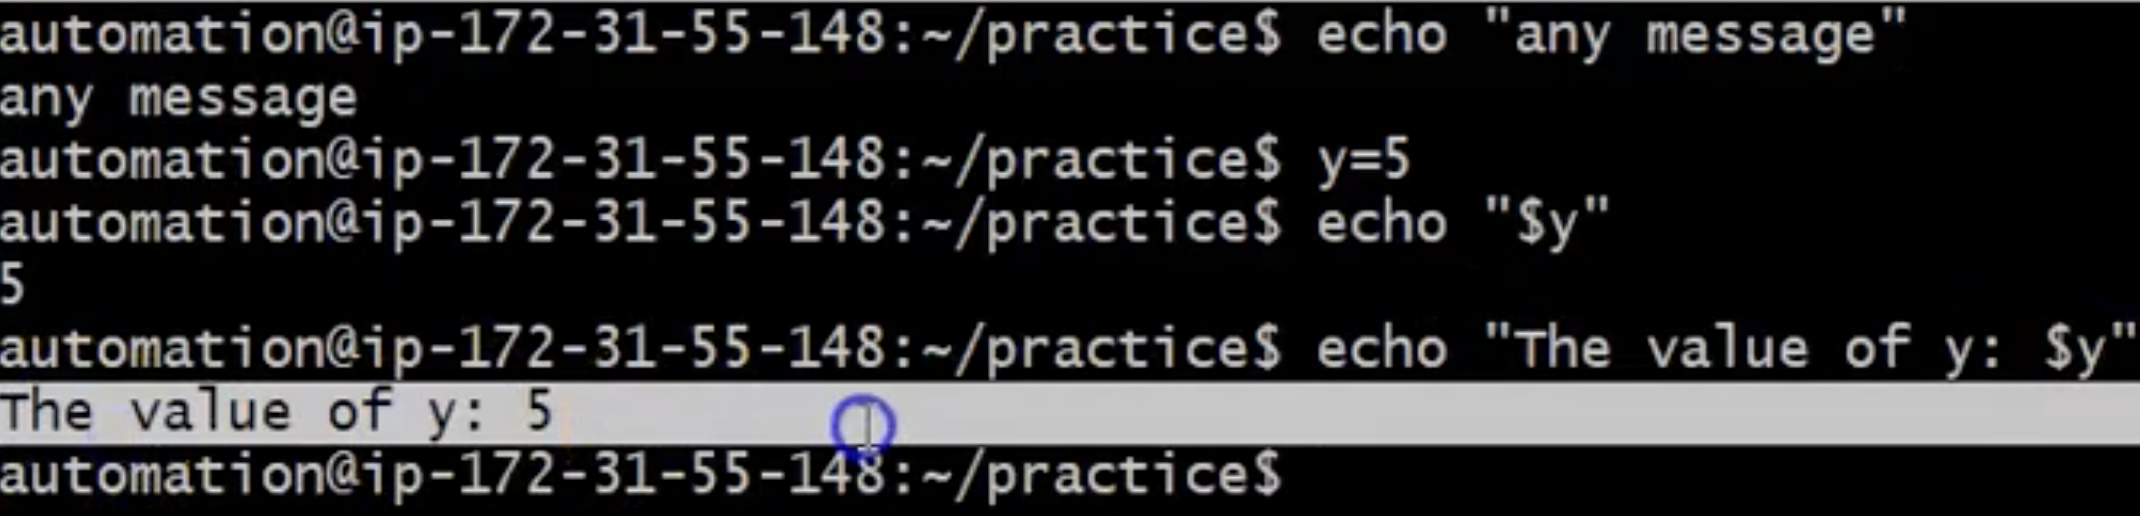 automation@ip-172-31-55-148:~/practice$ echo "any message"
any message
automation@ip-172-31-55-148:~/practice$ y=5
automation@ip-172-31-55-148:~/practice$ echo "$y"
5
automation@ip-172-31-55-148:~/practice$ echo "The value of y: $y"
The value of y: 5
automation@ip-172-31-55-148:~/practice$